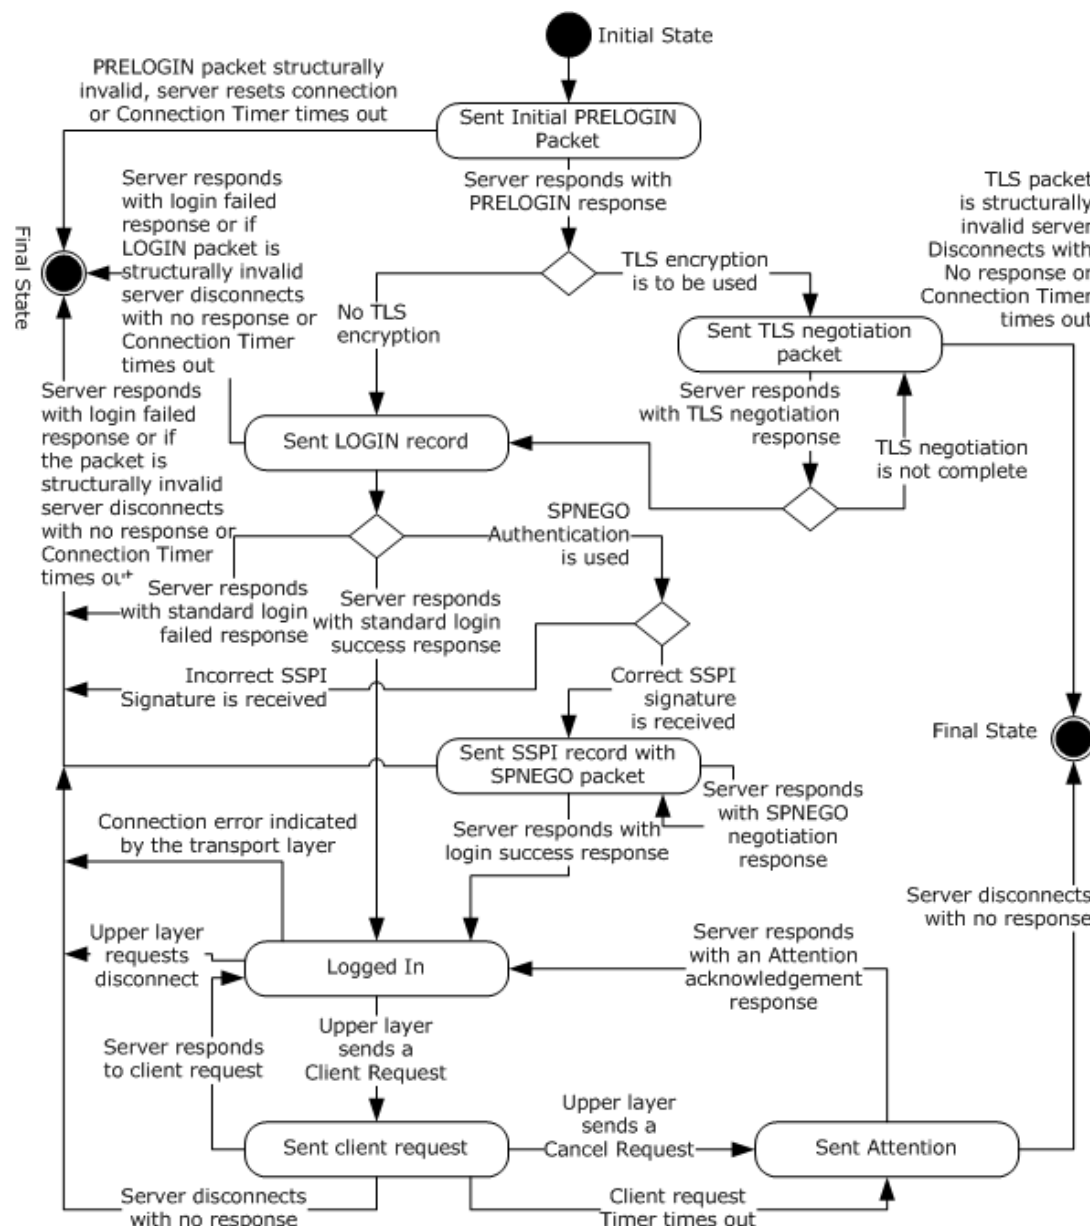 Initial State
PRELOGIN packet structurally
invalid, server resets connection
or Connection Timer times out
Sent Initial PRELOGIN
Packet
Server responds with
PRELOGIN response
Server responds
with login failed
response or if
LOGIN packet is
structurally invalid
server disconnects
with no response or
Connection Timer
times out
Final State
TLS packet
is structurally
invalid server
Disconnects with
No response or
Connection Timer
times out
TLS encryption
is to be used
No TLS
encryption
Sent TLS negotiation
packet
Server responds
with TLS negotiation
response
TLS negotiation
is not complete
Sent LOGIN record
Server responds
with login failed
response or if
the packet is
structurally invalid
server disconnects
with no response or
Connection Timer
times out
SPNEGO
Authentication
is used
Server responds
with standard login
failed response
Server responds
with standard login
success response
Incorrect SSPI
Signature is received
Correct SSPI
signature
is received
Final State
Sent SSPI record with
SPNEGO packet
Server responds
with SPNEGO
negotiation
response
Server responds with
login success response
Connection error indicated
by the transport layer
Server disconnects
with no response
Upper layer
requests
disconnect
Logged In
Server responds
with an Attention
acknowledgement
response
Server responds
to client request
Upper layer
sends a
Client Request
Upper layer
sends a
Cancel Request
Sent client request
Sent Attention
Server disconnects
with no response
Client request
Timer times out